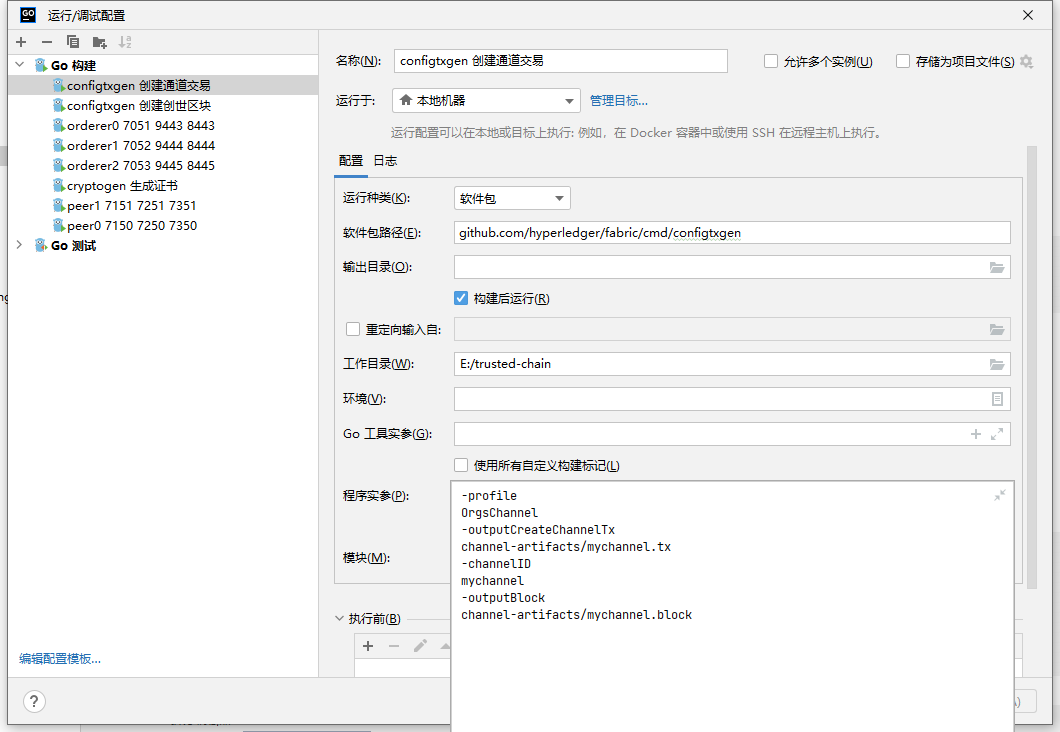 GO
运行/调试配置
Go 构建
configtxgen 创建通道交易
configtxgen 创建创世区块
orderer0 7051 9443 8443
orderer1 7052 9444 8444
orderer2 7053 9445 8445
cryptogen 生成证书
peer1 7151 7251 7351
peer0 7150 7250 7350
Go 测试
编辑配置模板...
?
名称(N): configtxgen 创建通道交易
允许多个实例(U) 存储为项目文件(S)
运行于: 本地机器 管理目标...
运行配置可以在本地或目标上执行: 例如，在 Docker 容器中或使用 SSH 在远程主机上执行。
配置 日志
运行种类(K): 软件包
软件包路径(E): github.com/hyperledger/fabric/cmd/configtxgen
输出目录(O):
构建后运行(R)
重定向输入自:
工作目录(W): E:/trusted-chain
环境(V):
Go 工具实参(G):
使用所有自定义构建标记(L)
程序实参(P):
-profile
OrgsChannel
-outputCreateChannelTx
channel-artifacts/mychannel.tx
-channelID
mychannel
-outputBlock
channel-artifacts/mychannel.block
模块(M):
执行前(B)